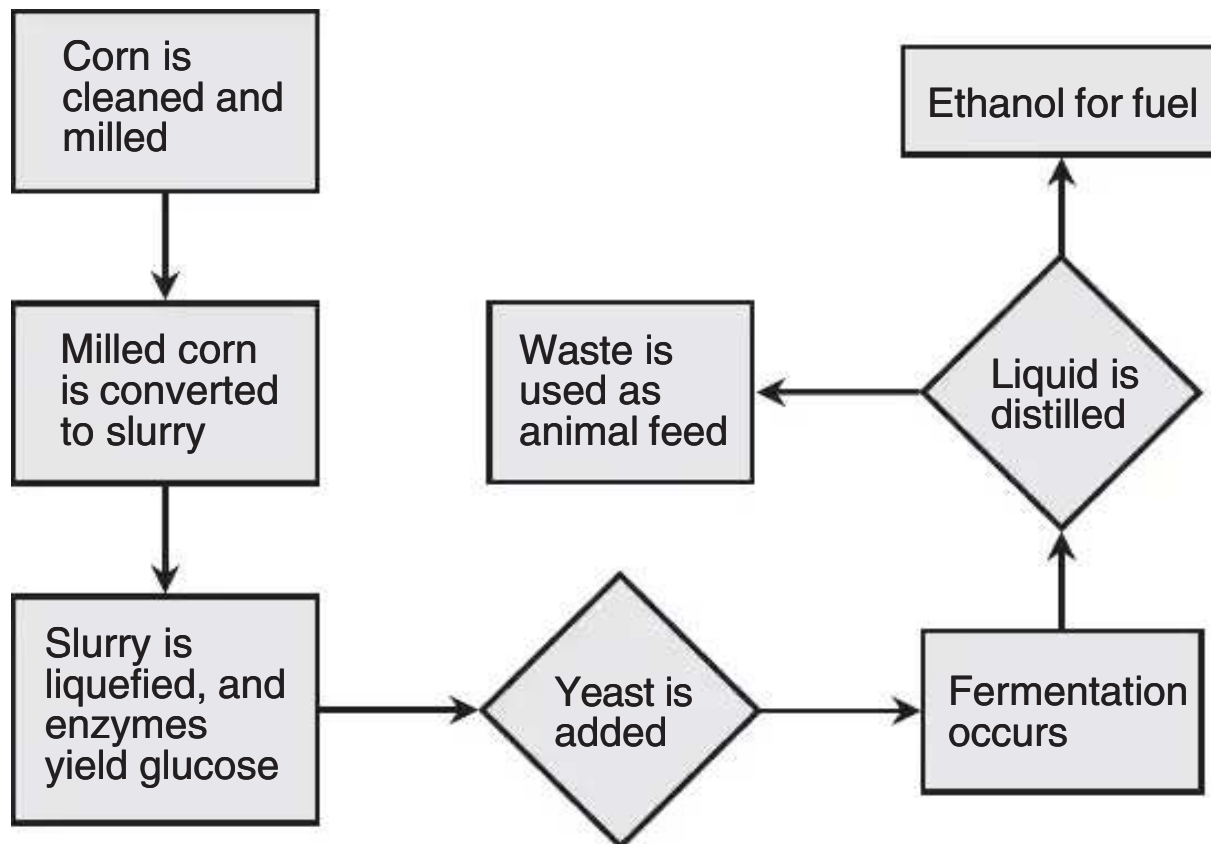 Corn is
cleaned and
milled
Milled corn
is converted
to slurry
Slurry is
liquefied, and
enzymes
yield glucose
Yeast is
added
Fermentation
occurs
Liquid is
distilled
Waste is
used as
animal feed
Ethanol for fuel